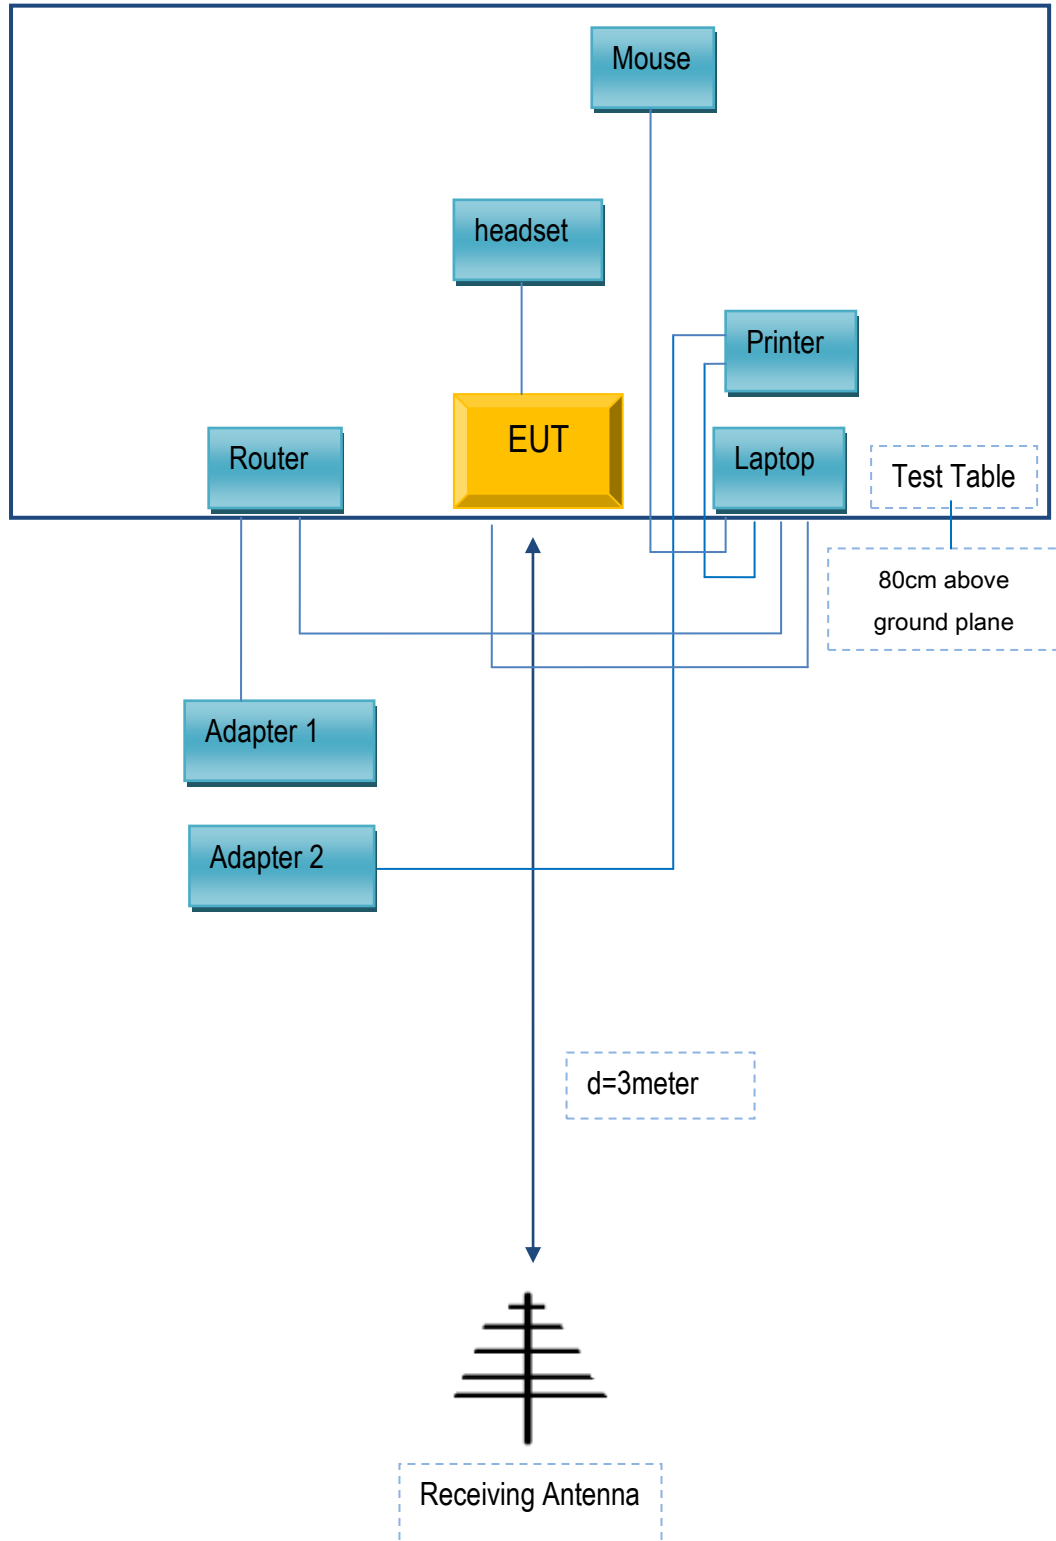 Mouse
headset
Printer
EUT
Router
Laptop
Test Table
80cm above
ground plane
Adapter 1
Adapter 2
d=3meter
Receiving Antenna